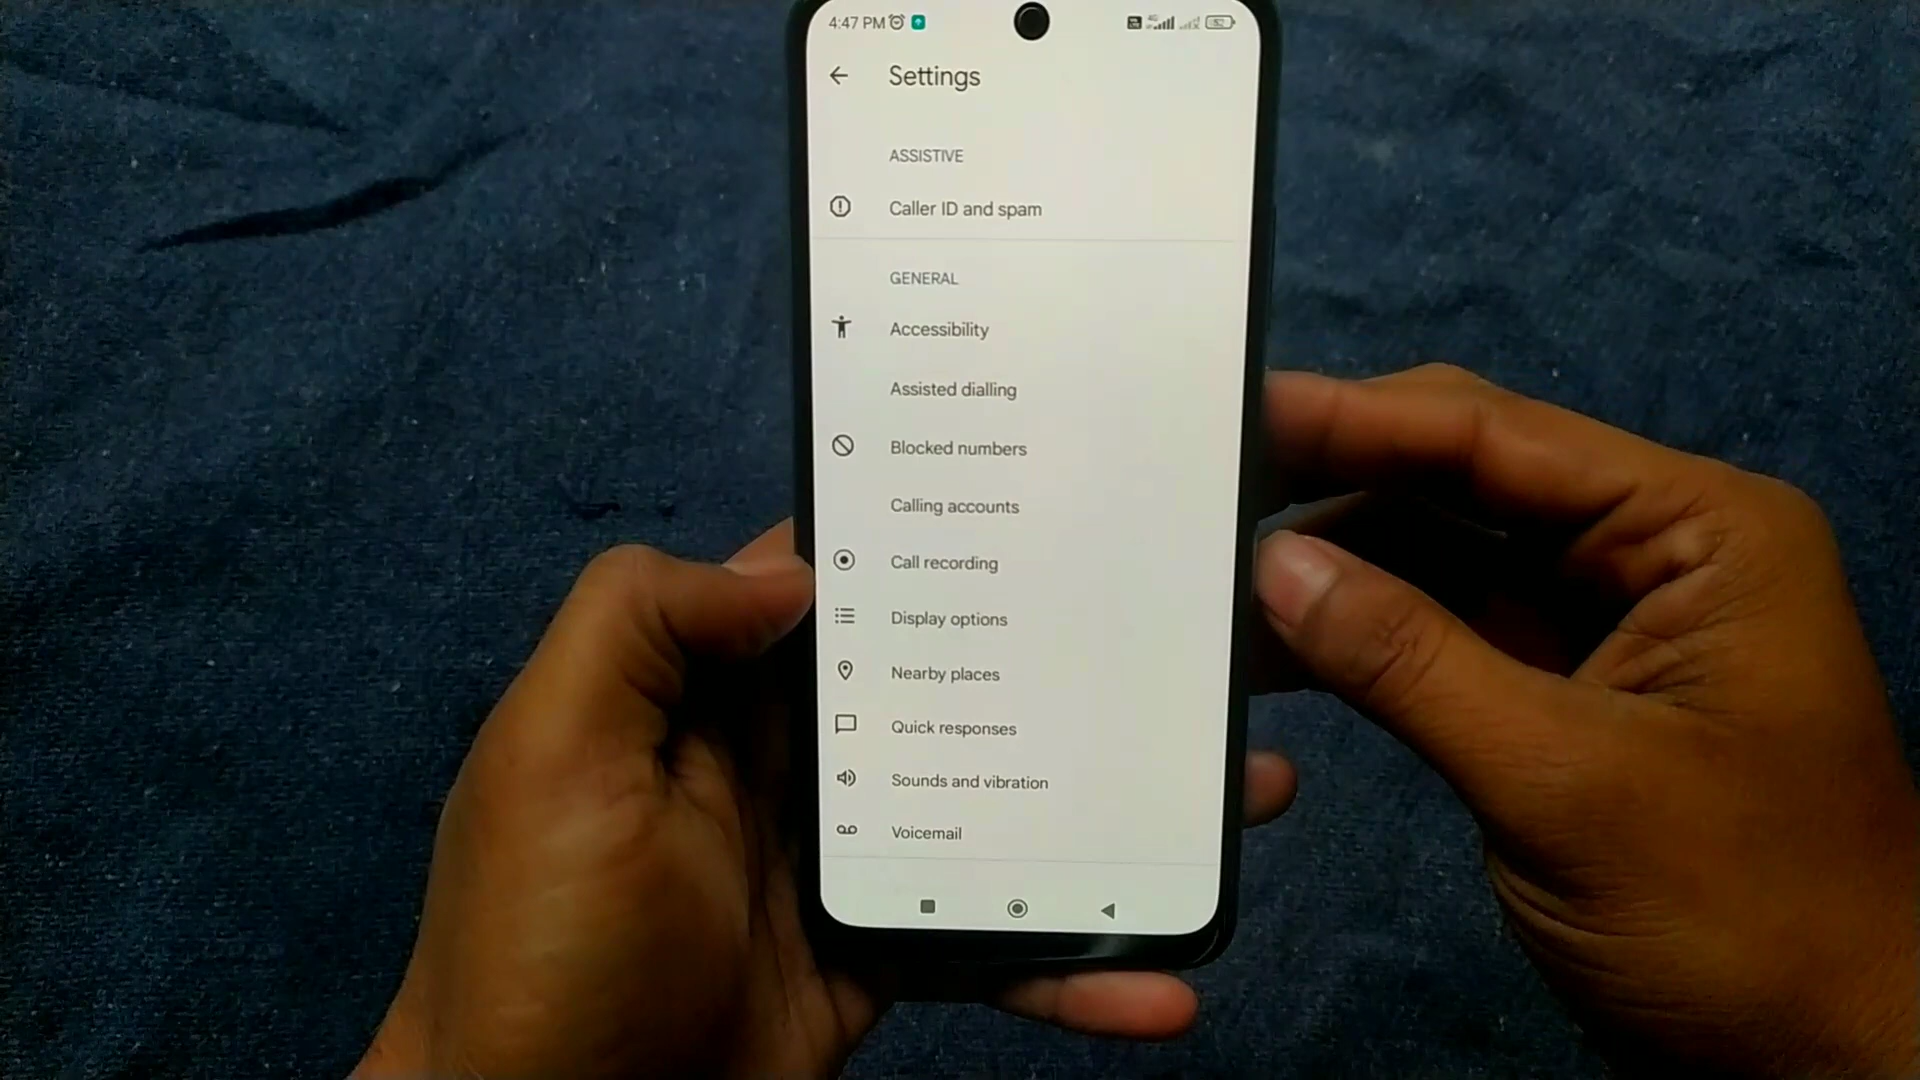 4:47 PM
Settings
ASSISTIVE
Caller ID and spam
GENERAL
Accessibility
Assisted dialling
Blocked numbers
Calling accounts
Call recording
Display options
Nearby places
Quick responses
Sounds and vibration
Voicemail